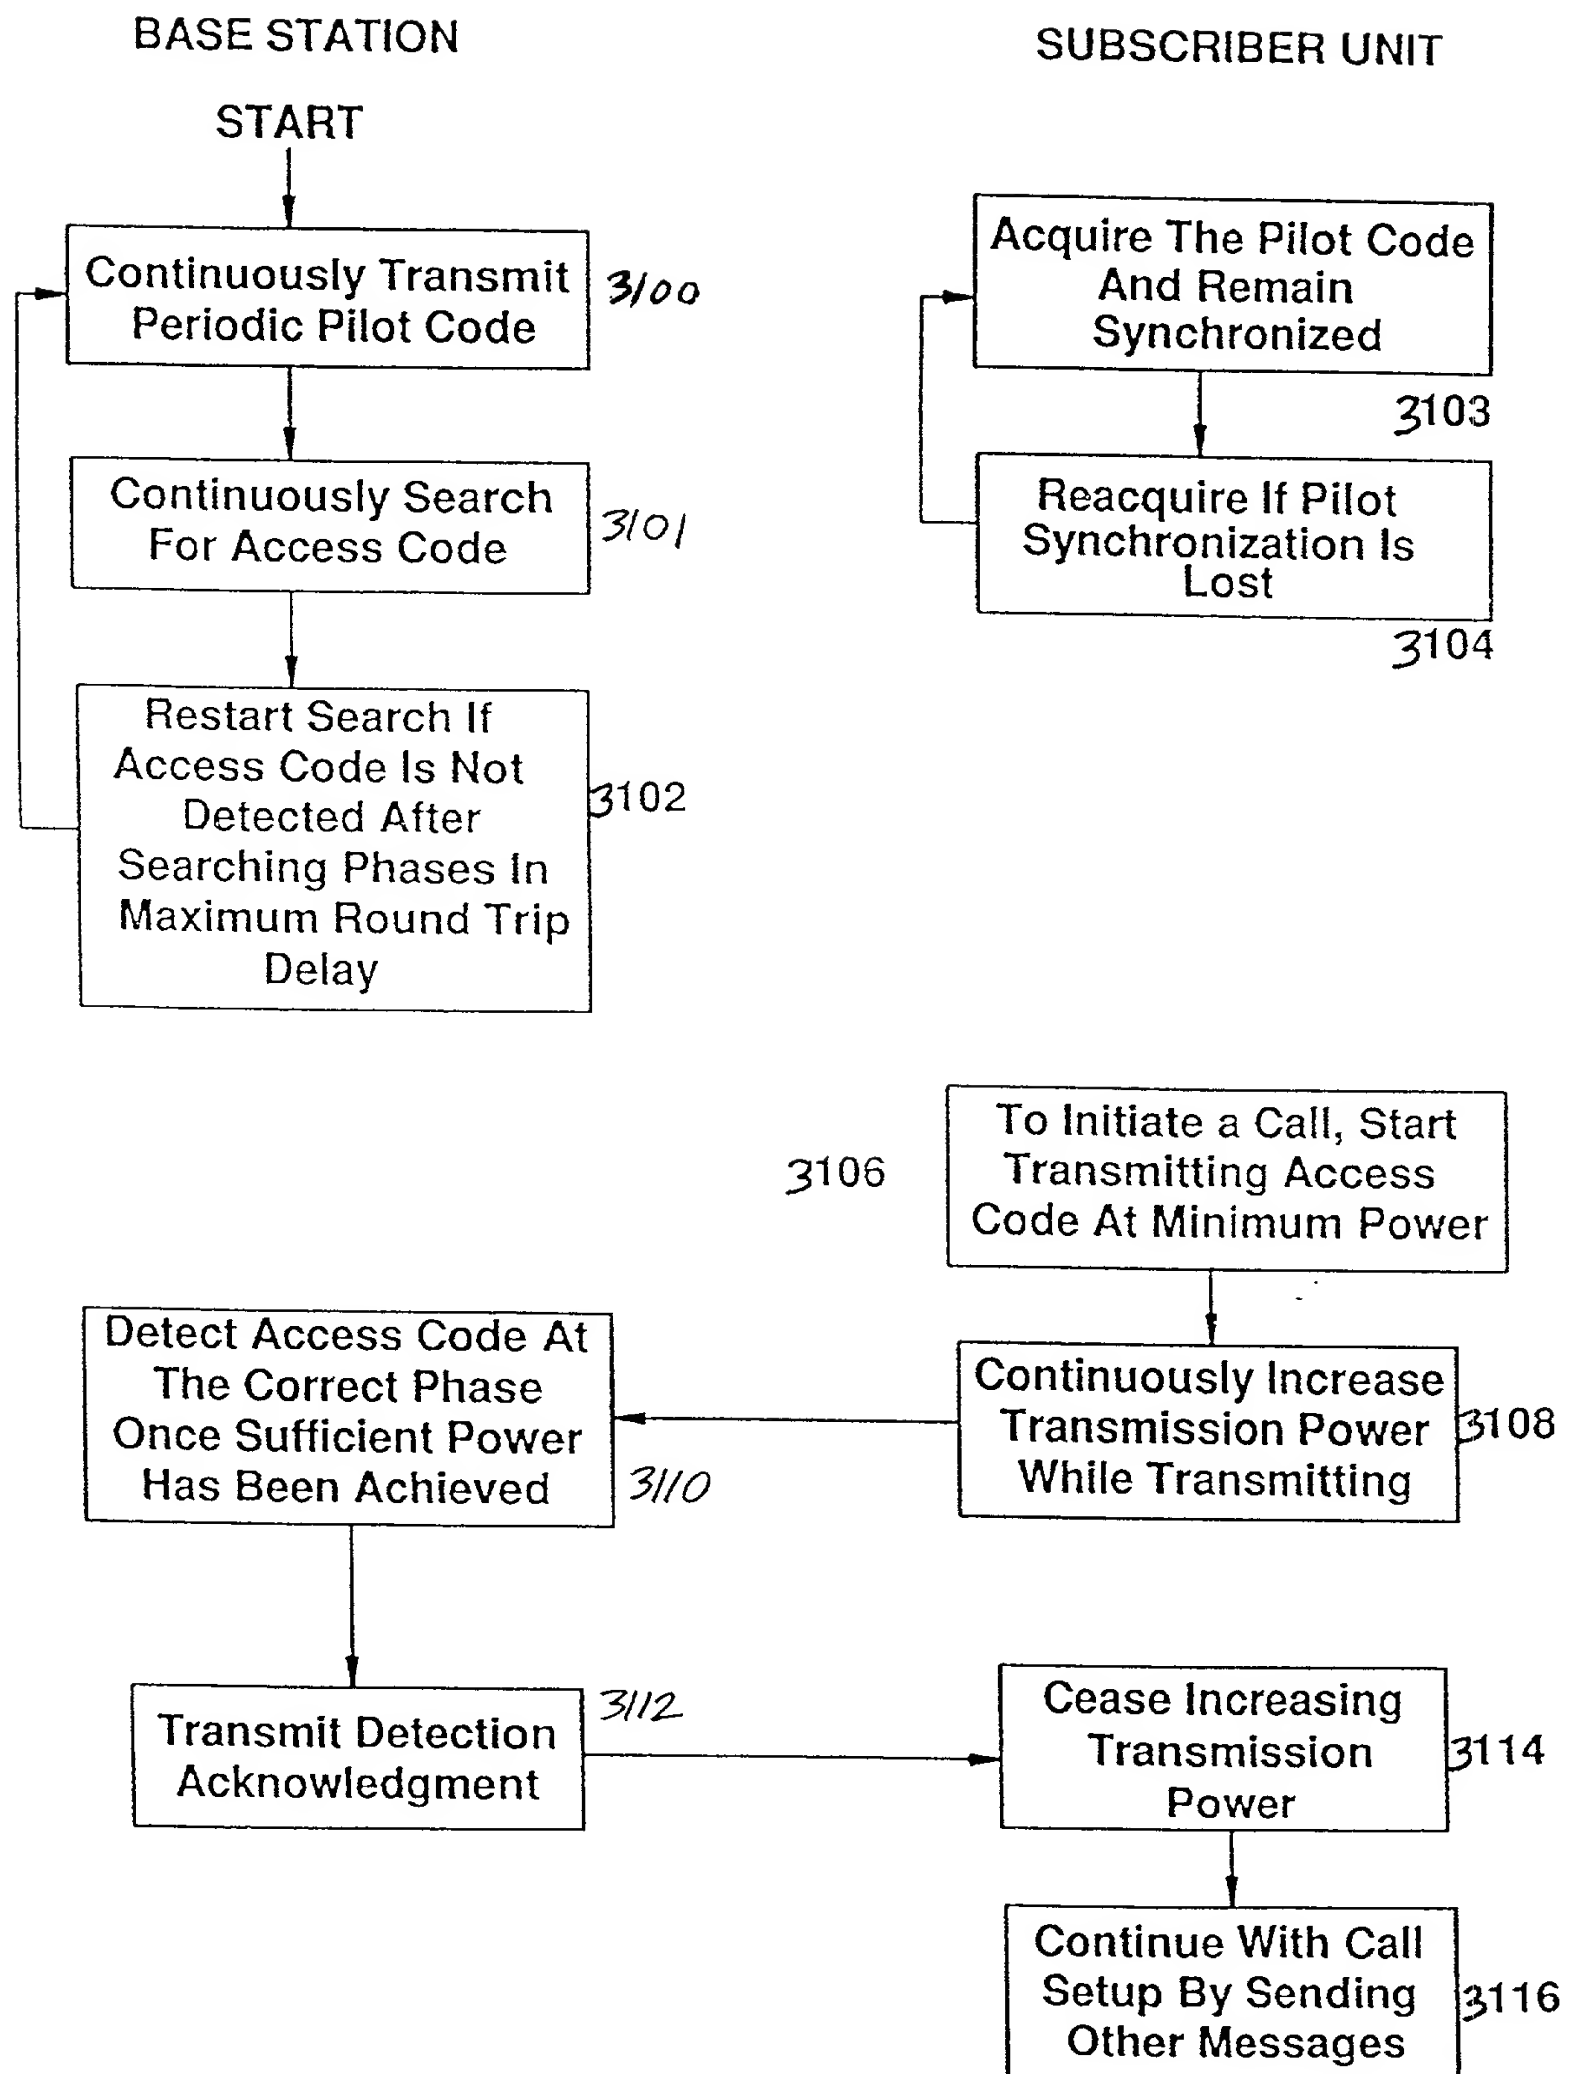 BASE STATION
SUBSCRIBER UNIT
START
Continuously Transmit
Periodic Pilot Code
3100
Continuously Search
For Access Code
3101
Restart Search If
Access Code Is Not
Detected After
Searching Phases In
Maximum Round Trip
Delay
3102
Acquire The Pilot Code
And Remain
Synchronized
3103
Reacquire If Pilot
Synchronization Is
Lost
3104
To Initiate a Call, Start
Transmitting Access
Code At Minimum Power
3106
Continuously Increase
Transmission Power
While Transmitting
3108
Detect Access Code At
The Correct Phase
Once Sufficient Power
Has Been Achieved
3110
Transmit Detection
Acknowledgment
3112
Cease Increasing
Transmission
Power
3114
Continue With Call
Setup By Sending
Other Messages
3116